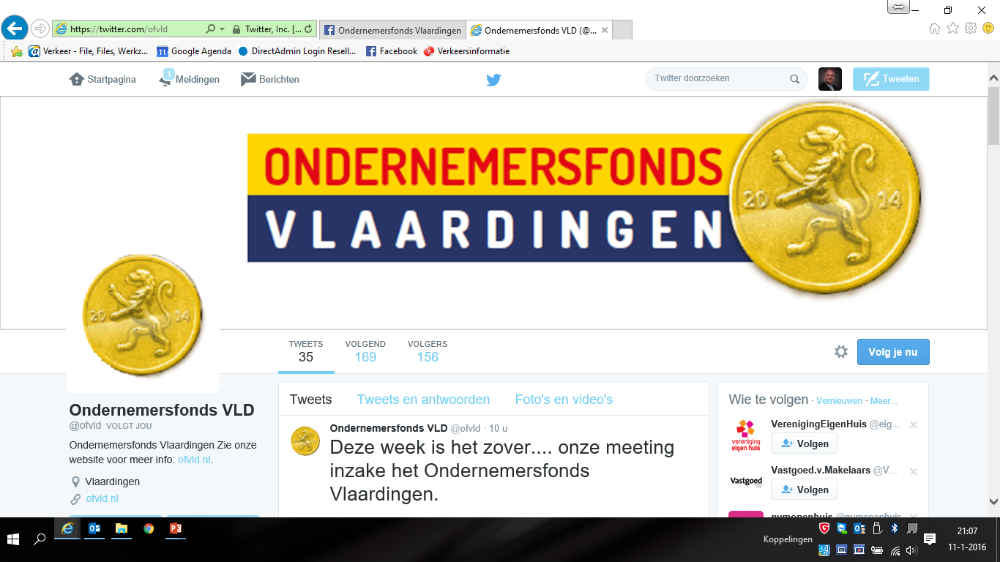 https://twitter.com/ofvld
Twitter, Inc. [...
Ondernemersfonds Vlaardingen
Ondernemersfonds VLD (@...
Verkeer - File, Files, Werkz...
11
Google Agenda
DirectAdmin Login Resell...
Facebook
Verkeersinformatie
Startpagina
1
Meldingen
Berichten
Twitter doorzoeken
Tweeten
ONDERNEMERSFONDS
VLAARDINGEN
20 14
20 14
TWEETS VOLGEND VOLGERS
35 169 156
Volg je nu
Ondernemersfonds VLD
@ofvld VOLGT JOU
Ondernemersfonds Vlaardingen Zie onze
website voor meer info: ofvld.nl.
Vlaardingen
ofvld.nl
Tweets Tweets en antwoorden Foto's en video's
Ondernemersfonds VLD @ofvld · 10 u
Deze week is het zover.... onze meeting
inzake het Ondernemersfonds
Vlaardingen.
Wie te volgen · Vernieuwen · Meer...
vereniging
eigen huis
VerenigingEigenHuis @eig...
Volgen
Vastgoed
Vastgoed.v.Makelaars @V...
Volgen
nvmopenhuis @nvmopenhuis
Koppelingen
21:07
11-1-2016